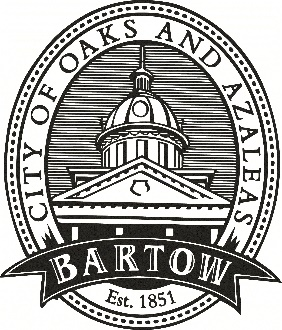 CITY OF OAKS AND AZALEAS
BARTOW
Est. 1851